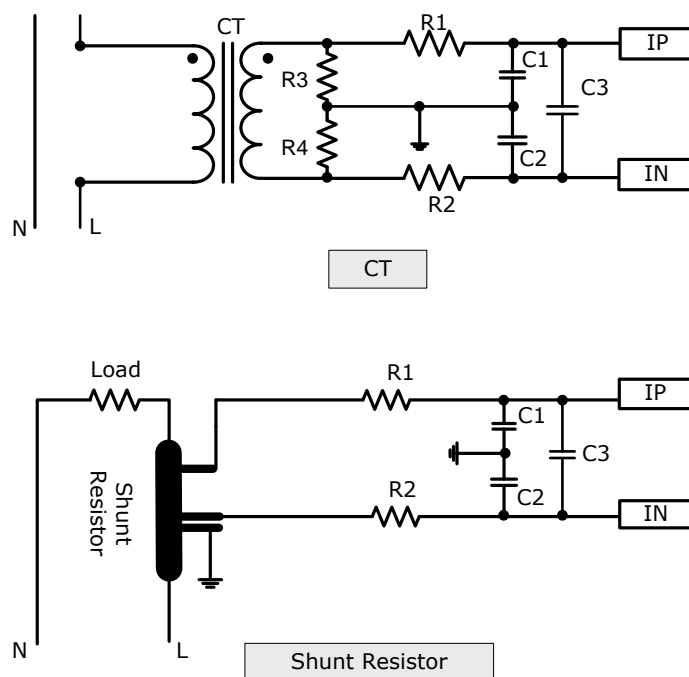 CT
R1
IP
R3
C1
C3
R4
C2
IN
R2
N
L
CT
Load
R1
IP
C1
Shunt
Resistor
C3
R2
C2
IN
N
L
Shunt Resistor